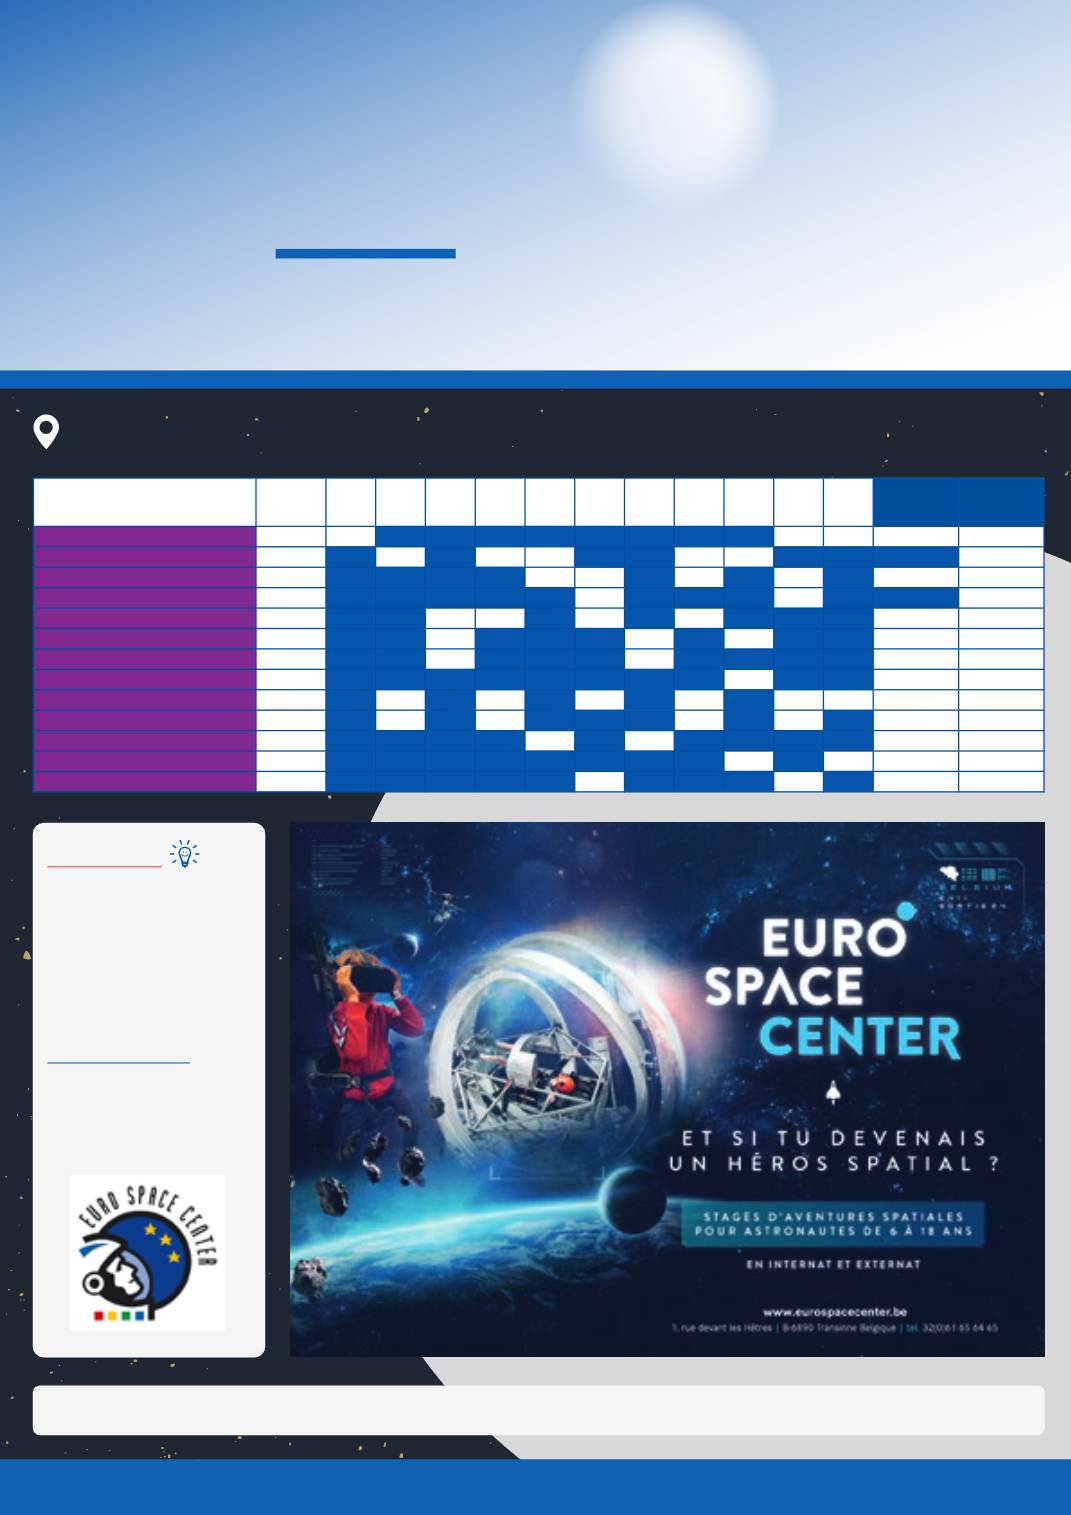 BELGIUM
EURO
SPACE
CENTER
ET SI TU DEVENAIS
UN HÉROS SPATIAL ?
STAGES D'AVENTURES SPATIALES
POUR ASTRONAUTES DE 6 À 18 ANS
EN INTERNAT ET EXTERNAT
www.eurospacecenter.be
1, rue devant les Hêtres | B-6890 Transinne Belgique | tel. 32(0)61 65 64 65
EURO SPACE CENTER